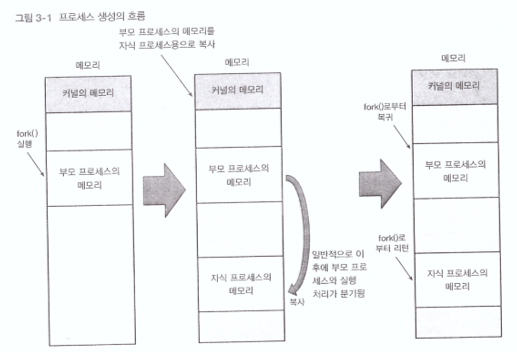 그림 3-1 프로세스 생성의 흐름
부모 프로세스의 메모리를
자식 프로세스용으로 복사
메모리
커널의 메모리
fork()
실행
부모 프로세스의
메모리
메모리
커널의 메모리
부모 프로세스의
메모리
자식 프로세스의
메모리
일반적으로 이
후에 부모 프로
세스와 실행
처리가 분기됨
복사
메모리
커널의 메모리
fork()로부터
복귀
부모 프로세스의
메모리
fork()로
부터 리턴
자식 프로세스의
메모리